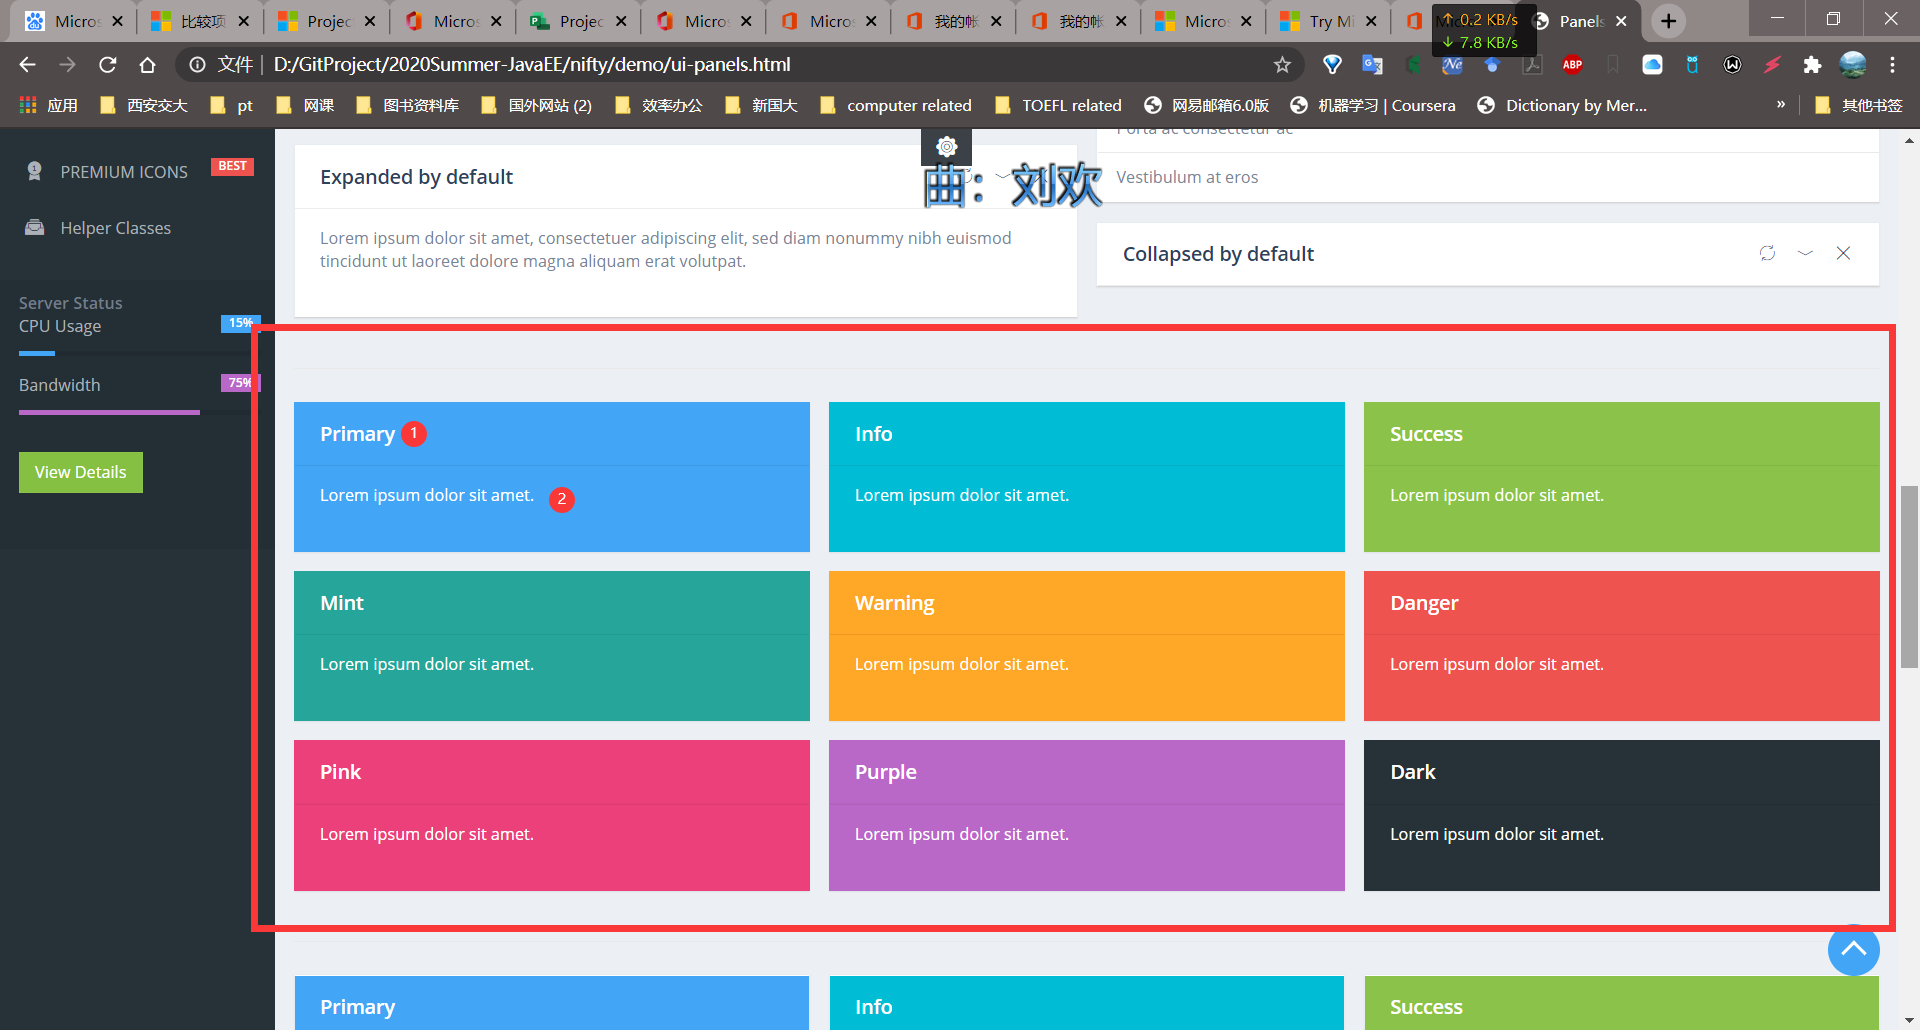 Micros
比较项
Project
Micros
Projec
Micros
Micros
我的帐
我的帐
Micros
Try Mi
Panels
↑ 0.2 KB/s
↓ 7.8 KB/s
文件 | D:/GitProject/2020Summer-JavaEE/nifty/demo/ui-panels.html
ABP
应用
西安交大
pt
网课
图书资料库
国外网站 (2)
效率办公
新国大
computer related
TOEFL related
网易邮箱6.0版
机器学习 | Coursera
Dictionary by Mer...
»
其他书签
PREMIUM ICONS
BEST
Helper Classes
Server Status
CPU Usage
15%
Bandwidth
75%
View Details
Expanded by default
曲：刘欢
Lorem ipsum dolor sit amet, consectetuer adipiscing elit, sed diam nonummy nibh euismod
tincidunt ut laoreet dolore magna aliquam erat volutpat.
Porta ac consectetur ac
Vestibulum at eros
Collapsed by default
Primary
1
Lorem ipsum dolor sit amet.
2
Info
Lorem ipsum dolor sit amet.
Success
Lorem ipsum dolor sit amet.
Mint
Lorem ipsum dolor sit amet.
Warning
Lorem ipsum dolor sit amet.
Danger
Lorem ipsum dolor sit amet.
Pink
Lorem ipsum dolor sit amet.
Purple
Lorem ipsum dolor sit amet.
Dark
Lorem ipsum dolor sit amet.
Primary
Info
Success